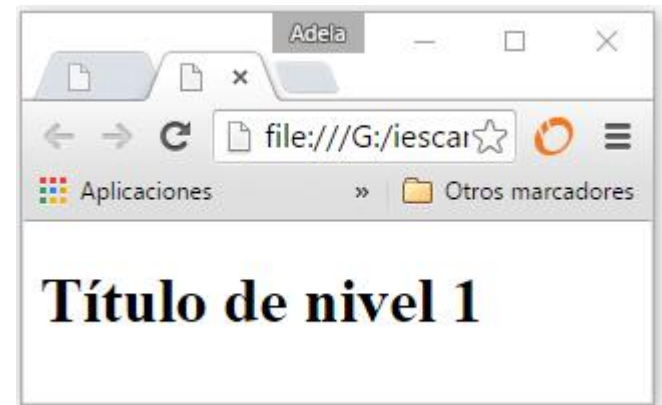 Adela
file:///G:/iescar
Aplicaciones » Otros marcadores
Título de nivel 1